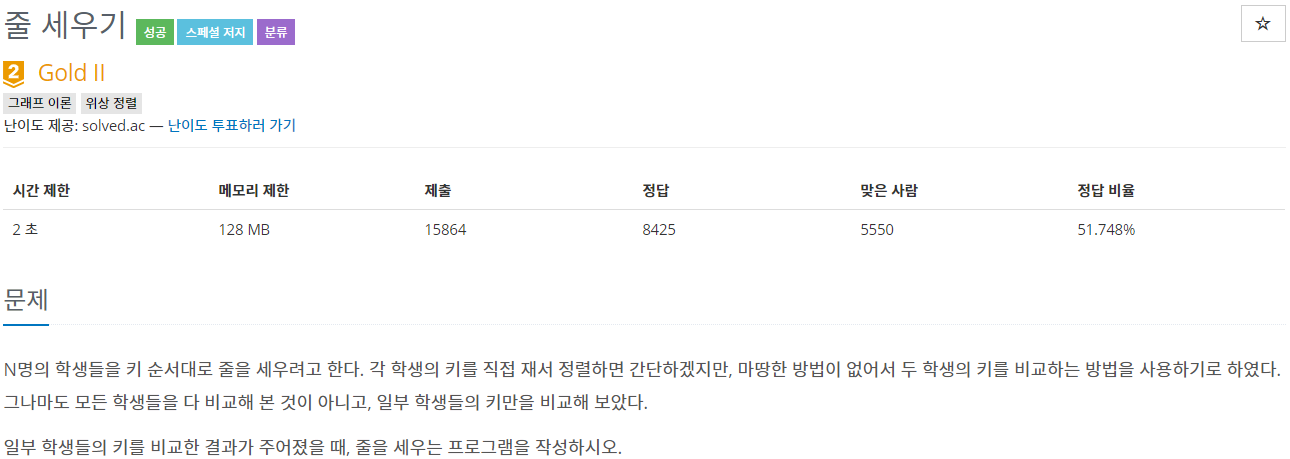 줄 세우기 성공 스페셜 저지 분류
☆
2 Gold II
그래프 이론 위상 정렬
난이도 제공: solved.ac — 난이도 투표하러 가기
시간 제한 메모리 제한 제출 정답 맞은 사람 정답 비율
2 초 128 MB 15864 8425 5550 51.748%
문제
N명의 학생들을 키 순서대로 줄을 세우려고 한다. 각 학생의 키를 직접 재서 정렬하면 간단하겠지만, 마땅한 방법이 없어서 두 학생의 키를 비교하는 방법을 사용하기로 하였다.
그나마도 모든 학생들을 다 비교해 본 것이 아니고, 일부 학생들의 키만을 비교해 보았다.
일부 학생들의 키를 비교한 결과가 주어졌을 때, 줄을 세우는 프로그램을 작성하시오.